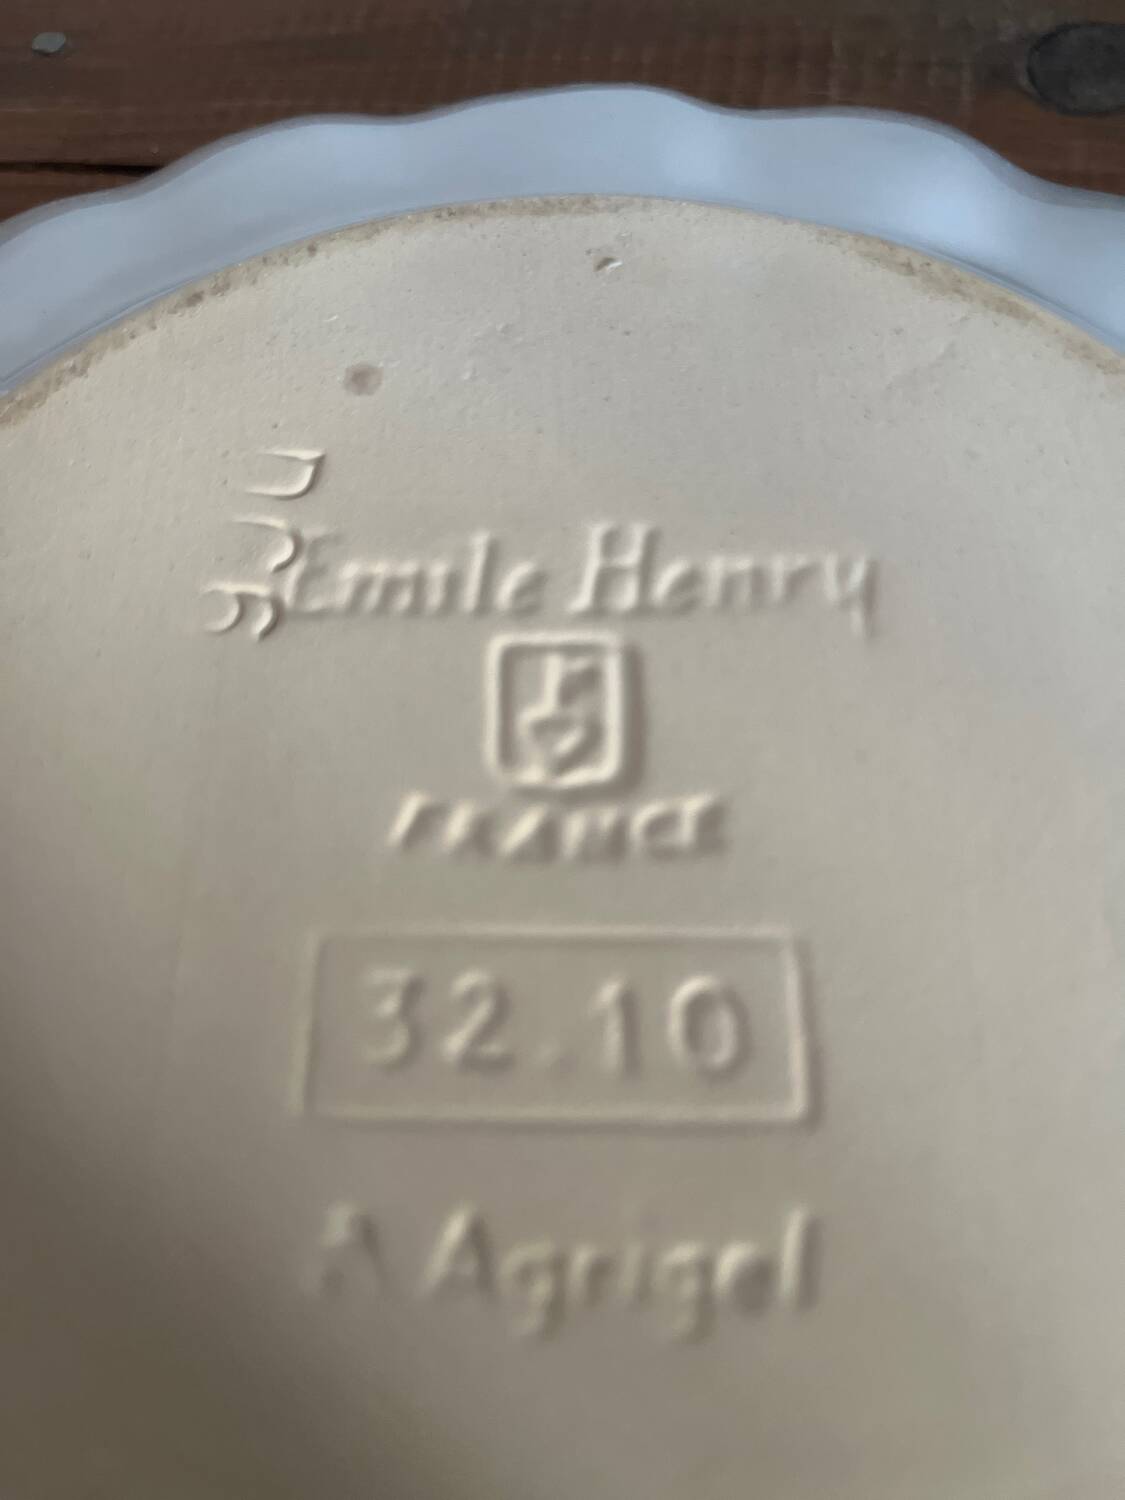 Emile Henry
FRANCE
32.10
A Agrigel